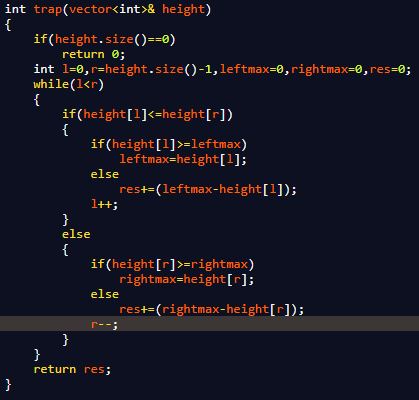 int trap(vector<int>& height)
{
    if(height.size()==0)
        return 0;
    int l=0,r=height.size()-1,leftmax=0,rightmax=0,res=0;
    while(l<r)
    {
        if(height[l]<=height[r])
        {
            if(height[l]>=leftmax)
                leftmax=height[l];
            else
                res+=(leftmax-height[l]);
            l++;
        }
        else
        {
            if(height[r]>=rightmax)
                rightmax=height[r];
            else
                res+=(rightmax-height[r]);
            r--;
        }
    }
    return res;
}